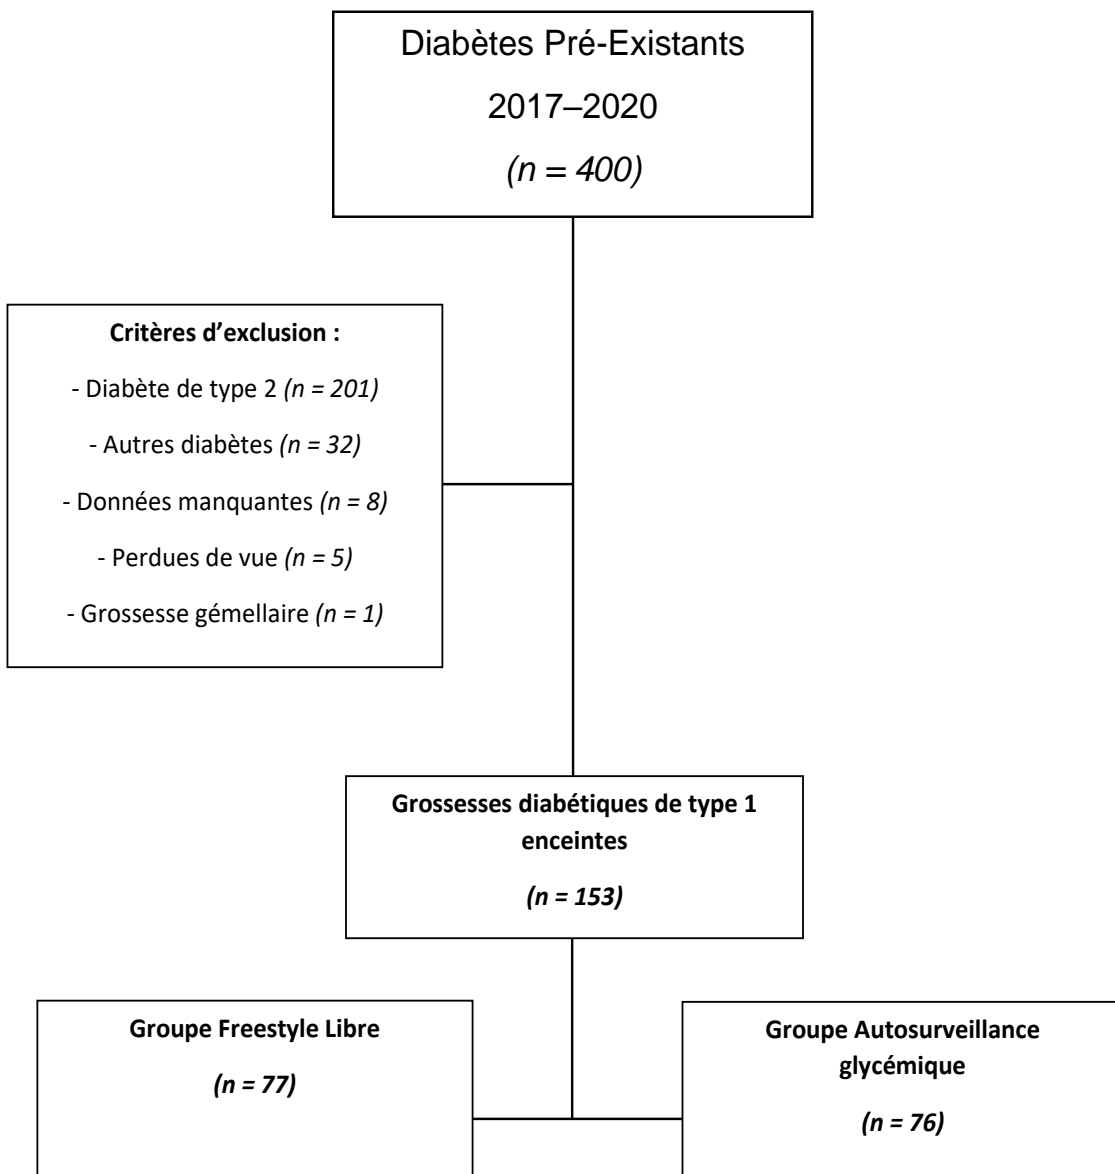 Diabètes Pré-Existants
2017–2020
(n = 400)
Critères d’exclusion :
- Diabète de type 2 (n = 201)
- Autres diabètes (n = 32)
- Données manquantes (n = 8)
- Perdues de vue (n = 5)
- Grossesse gémellaire (n = 1)
Grossesses diabétiques de type 1
enceintes
(n = 153)
Groupe Freestyle Libre
(n = 77)
Groupe Autosurveillance
glycémique
(n = 76)